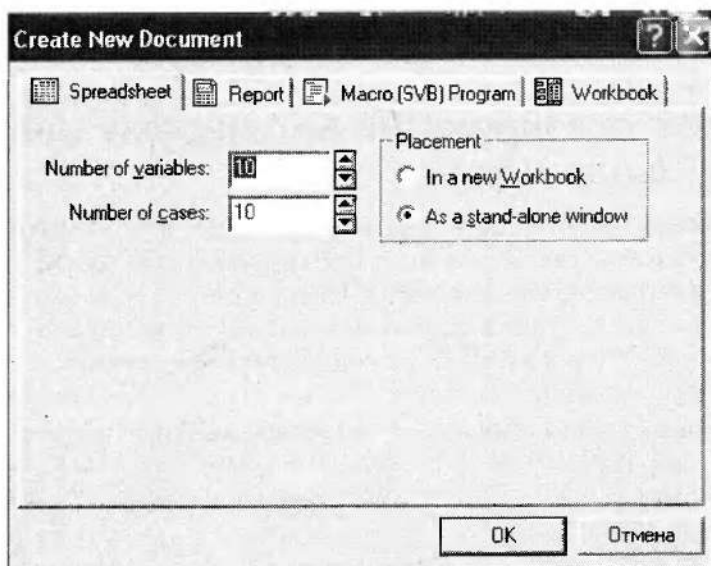 Create New Document
Spreadsheet Report Macro (SVB) Program Workbook
Number of variables: 10
Number of cases: 10
Placement
In a new Workbook
As a stand-alone window
OK Отмена